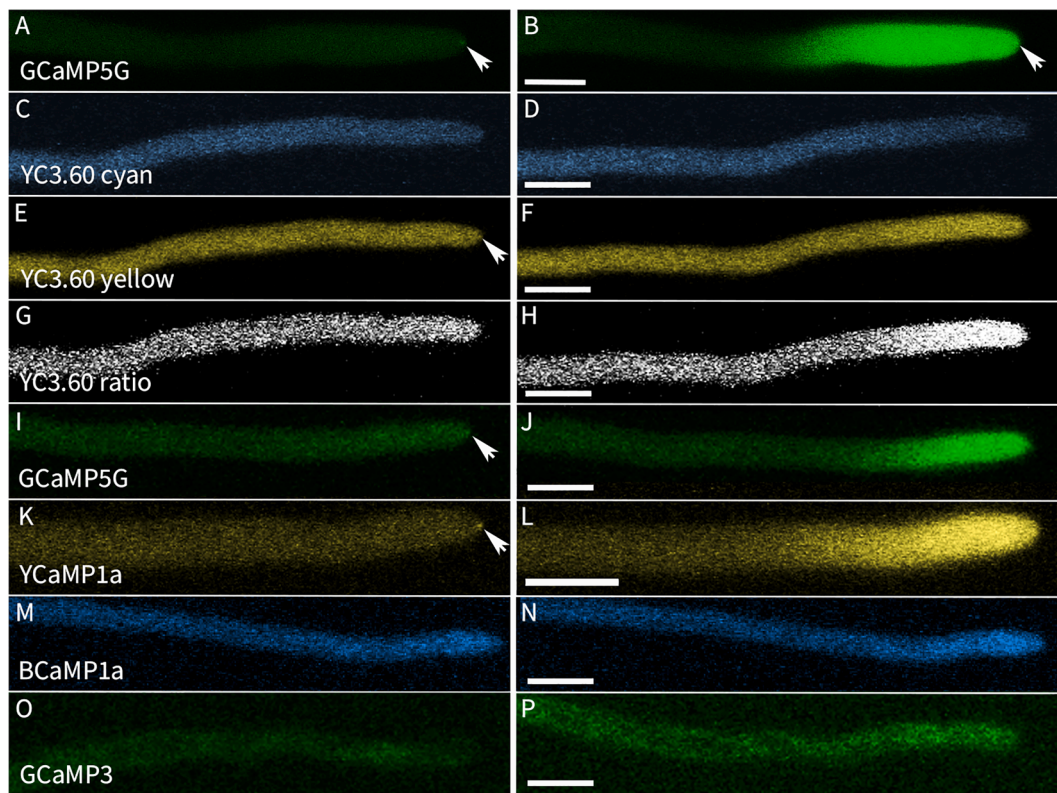 A
B
GCaMP5G
C
D
YC3.60 cyan
E
F
YC3.60 yellow
G
H
YC3.60 ratio
I
J
GCaMP5G
K
L
YCaMP1a
M
N
BCaMP1a
O
P
GCaMP3